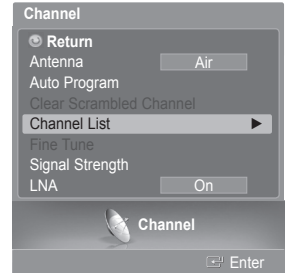 Channel
Return
Antenna Air
Auto Program
Clear Scrambled Channel
Channel List ►
Fine Tune
Signal Strength
LNA On
Channel
Enter